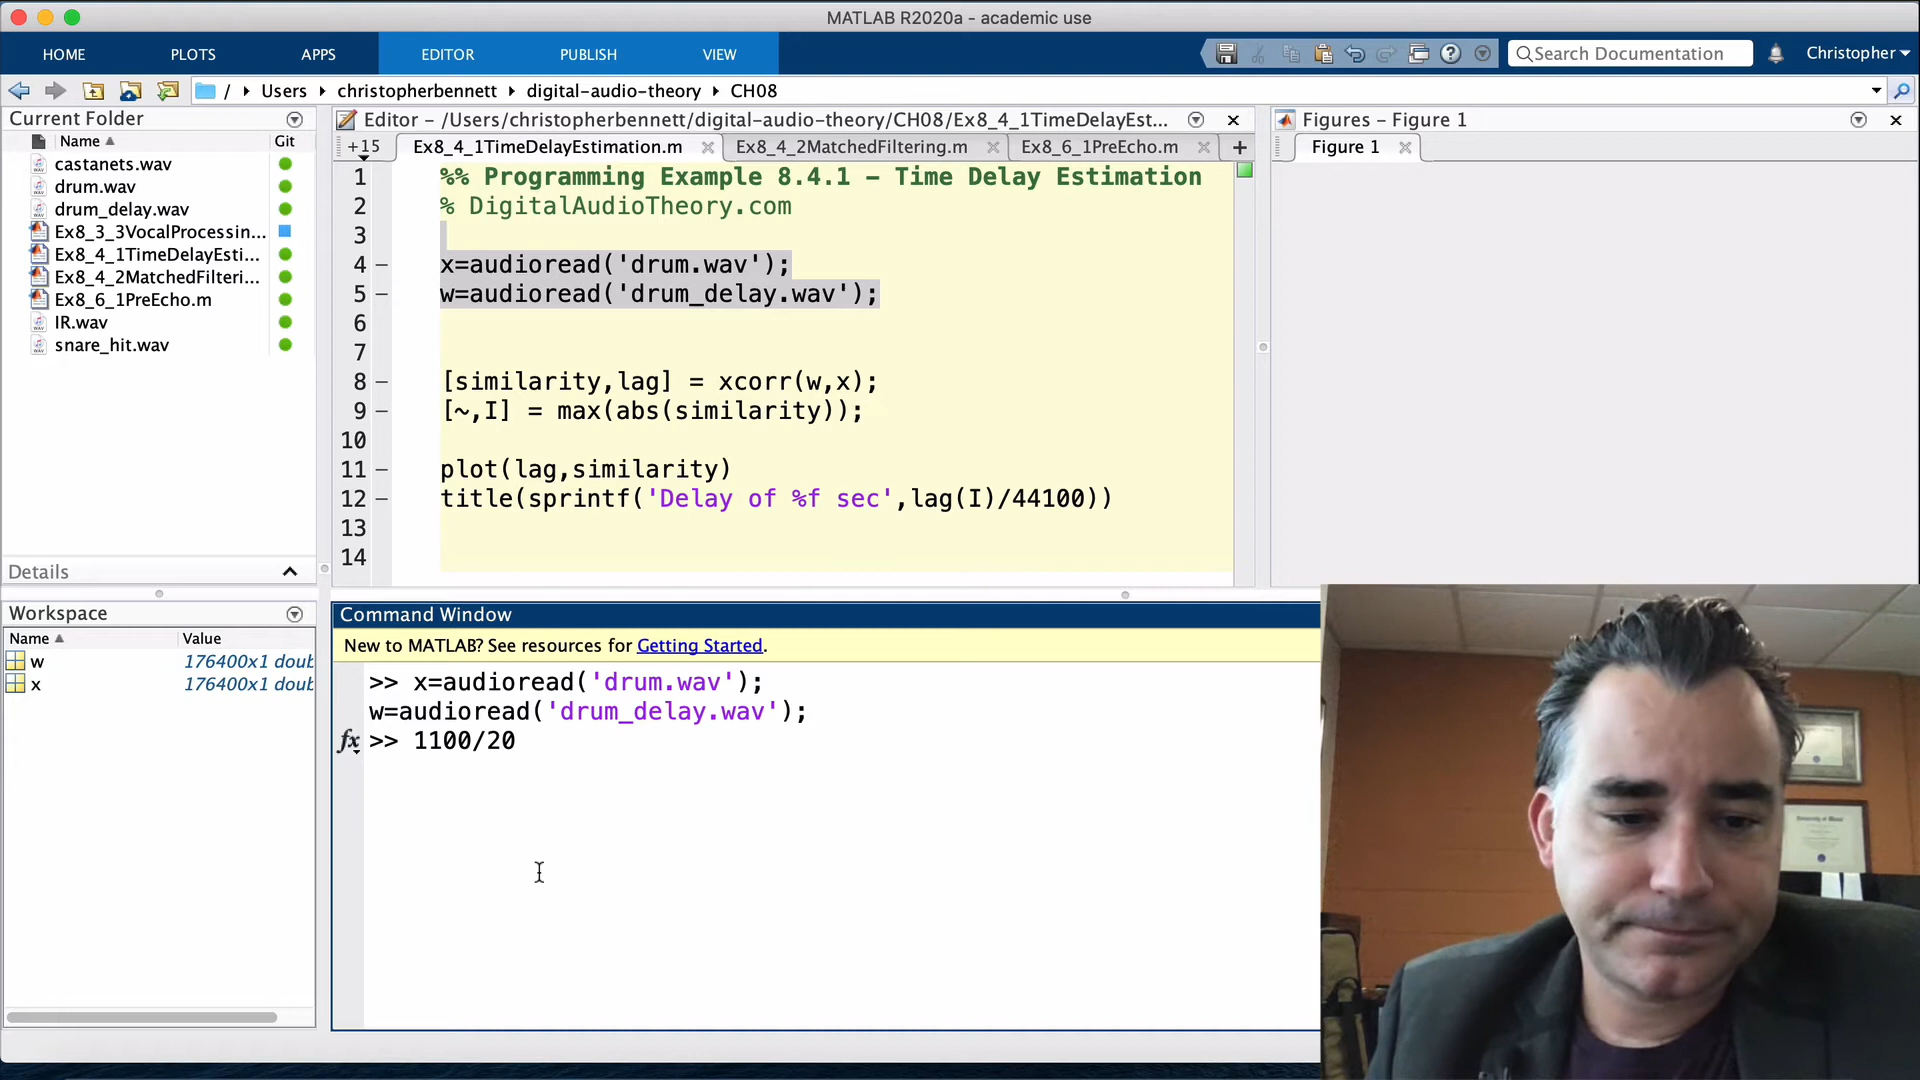 MATLAB R2020a - academic use
HOME
PLOTS
APPS
EDITOR
PUBLISH
VIEW
Search Documentation
Christopher
/ Users christopherbennett digital-audio-theory CH08
Current Folder
Name
Git
castanets.wav
drum.wav
drum_delay.wav
Ex8_3_3VocalProcessin...
Ex8_4_1TimeDelayEsti...
Ex8_4_2MatchedFilteri...
Ex8_6_1PreEcho.m
IR.wav
snare_hit.wav
Details
Workspace
Name
Value
w 176400x1 doub
x 176400x1 doub
Editor - /Users/christopherbennett/digital-audio-theory/CH08/Ex8_4_1TimeDelayEst...
+15
Ex8_4_1TimeDelayEstimation.m
Ex8_4_2MatchedFiltering.m
Ex8_6_1PreEcho.m
1 %% Programming Example 8.4.1 - Time Delay Estimation
2 % DigitalAudioTheory.com
3
4 - x=audioread('drum.wav');
5 - w=audioread('drum_delay.wav');
6
7
8 - [similarity,lag] = xcorr(w,x);
9 - [~,I] = max(abs(similarity));
10
11 - plot(lag,similarity)
12 - title(sprintf('Delay of %f sec',lag(I)/44100))
13
14
Figures - Figure 1
Figure 1
Command Window
New to MATLAB? See resources for Getting Started.
>> x=audioread('drum.wav');
w=audioread('drum_delay.wav');
fx >> 1100/20